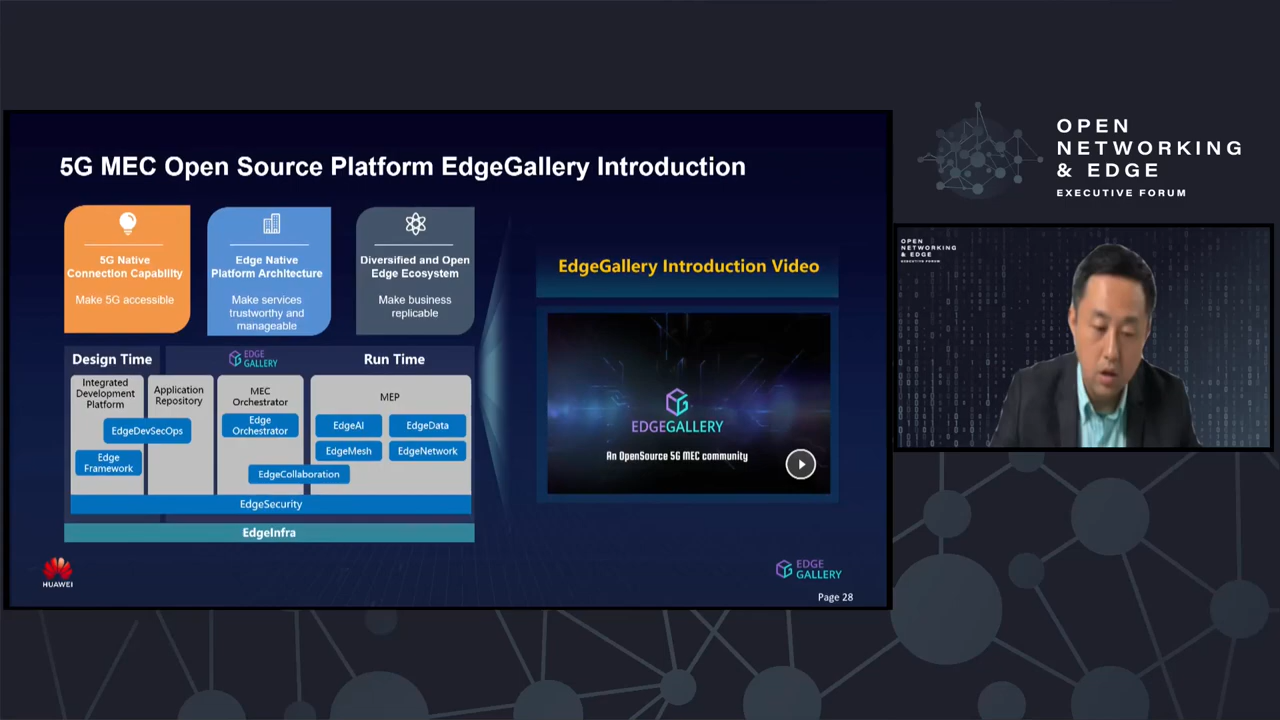 OPEN
NETWORKING
& EDGE
EXECUTIVE FORUM
5G MEC Open Source Platform EdgeGallery Introduction
5G Native
Connection Capability
Make 5G accessible
Edge Native
Platform Architecture
Make services
trustworthy and
manageable
Diversified and Open
Edge Ecosystem
Make business
replicable
Design Time
EDGE
GALLERY
Run Time
Integrated
Development
Platform
Application
Repository
MEC
Orchestrator
MEP
EdgeDevSecOps
Edge
Framework
Edge
Orchestrator
EdgeAI
EdgeData
EdgeMesh
EdgeNetwork
EdgeCollaboration
EdgeSecurity
EdgeInfra
EdgeGallery Introduction Video
EDGEGALLERY
An OpenSource 5G MEC community
HUAWEI
EDGE
GALLERY
Page 28
OPEN
NETWORKING
& EDGE
EXECUTIVE FORUM